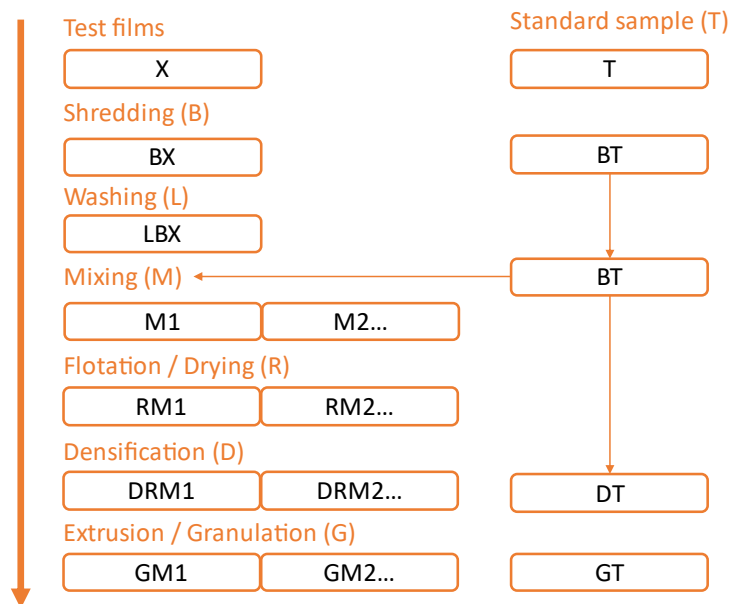 Test films
Standard sample (T)
X
T
Shredding (B)
BX
BT
Washing (L)
LBX
Mixing (M)
BT
M1
M2...
Flotation / Drying (R)
RM1
RM2...
Densification (D)
DRM1
DRM2...
DT
Extrusion / Granulation (G)
GM1
GM2...
GT